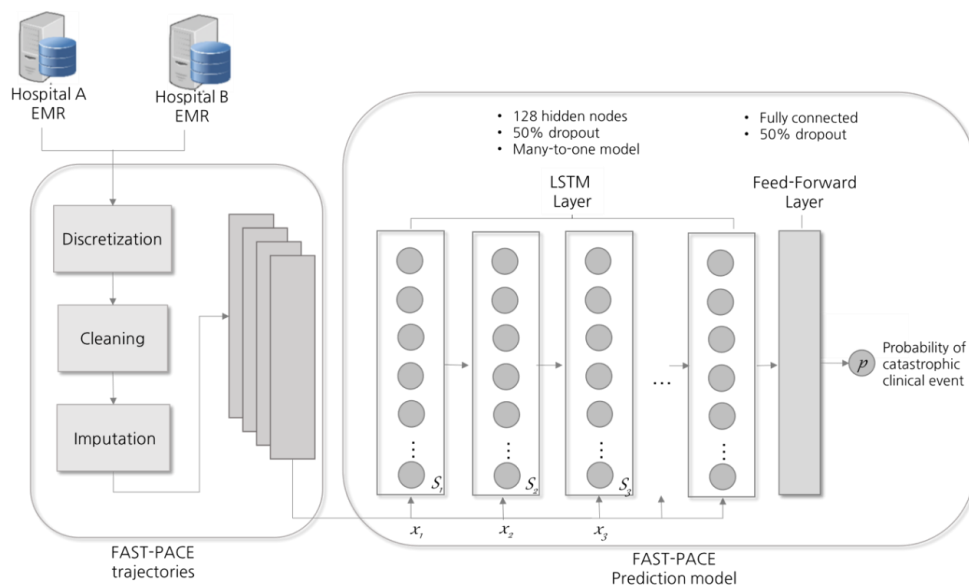 Hospital A
EMR
Hospital B
EMR
Discretization
Cleaning
Imputation
FAST-PACE
trajectories
• 128 hidden nodes
• 50% dropout
• Many-to-one model
• Fully connected
• 50% dropout
LSTM
Layer
Feed-Forward
Layer
S1
S2
S3
...
x1
x2
x3
p
Probability of
catastrophic
clinical event
FAST-PACE
Prediction model